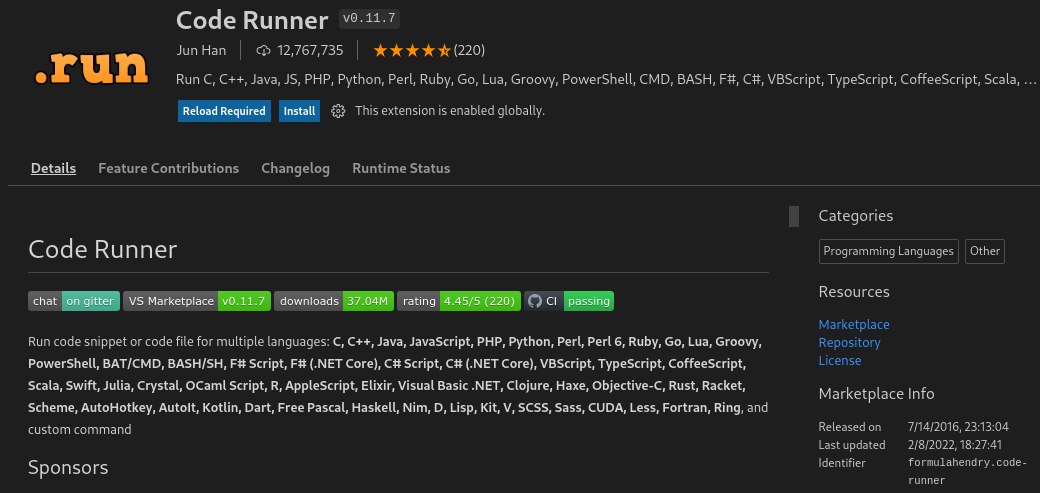 Code Runner v0.11.7
Jun Han 12,767,735 (220)
.run
Run C, C++, Java, JS, PHP, Python, Perl, Ruby, Go, Lua, Groovy, PowerShell, CMD, BASH, F#, C#, VBScript, TypeScript, CoffeeScript, Scala, ...
Reload Required Install This extension is enabled globally.
Details Feature Contributions Changelog Runtime Status
Code Runner
chat on gitter VS Marketplace v0.11.7 downloads 37.04M rating 4.45/5 (220) CI passing
Run code snippet or code file for multiple languages: C, C++, Java, JavaScript, PHP, Python, Perl, Perl 6, Ruby, Go, Lua, Groovy,
PowerShell, BAT/CMD, BASH/SH, F# Script, F# (.NET Core), C# Script, C# (.NET Core), VBScript, TypeScript, CoffeeScript,
Scala, Swift, Julia, Crystal, OCaml Script, R, AppleScript, Elixir, Visual Basic .NET, Clojure, Haxe, Objective-C, Rust, Racket,
Scheme, AutoHotkey, AutoIt, Kotlin, Dart, Free Pascal, Haskell, Nim, D, Lisp, Kit, V, SCSS, Sass, CUDA, Less, Fortran, Ring, and
custom command
Sponsors
Categories
Programming Languages Other
Resources
Marketplace
Repository
License
Marketplace Info
Released on 7/14/2016, 23:13:04
Last updated 2/8/2022, 18:27:41
Identifier formulahendry.code-
runner